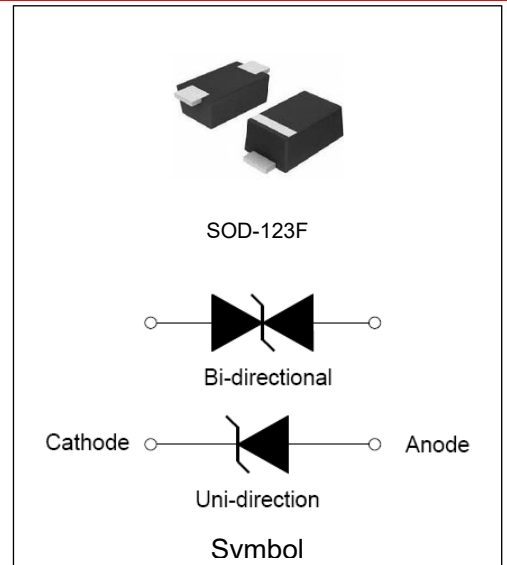 SOD-123F
Bi-directional
Cathode Anode
Uni-direction
Symbol